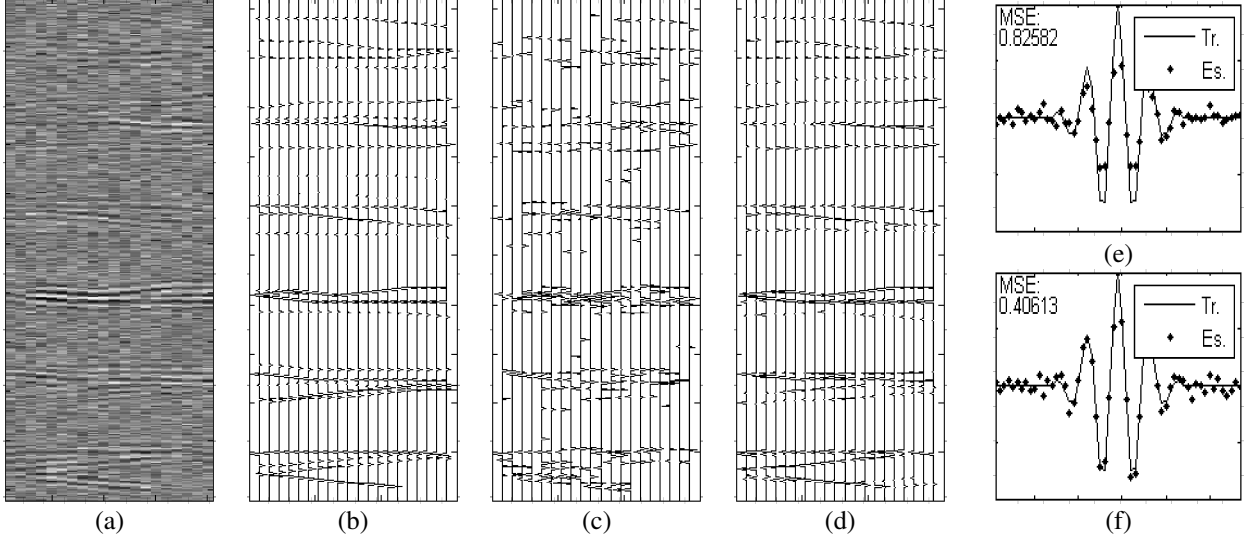 MSE:
0.82582
Tr.
Es.
(e)
MSE:
0.40613
Tr.
Es.
(a)
(b)
(c)
(d)
(f)